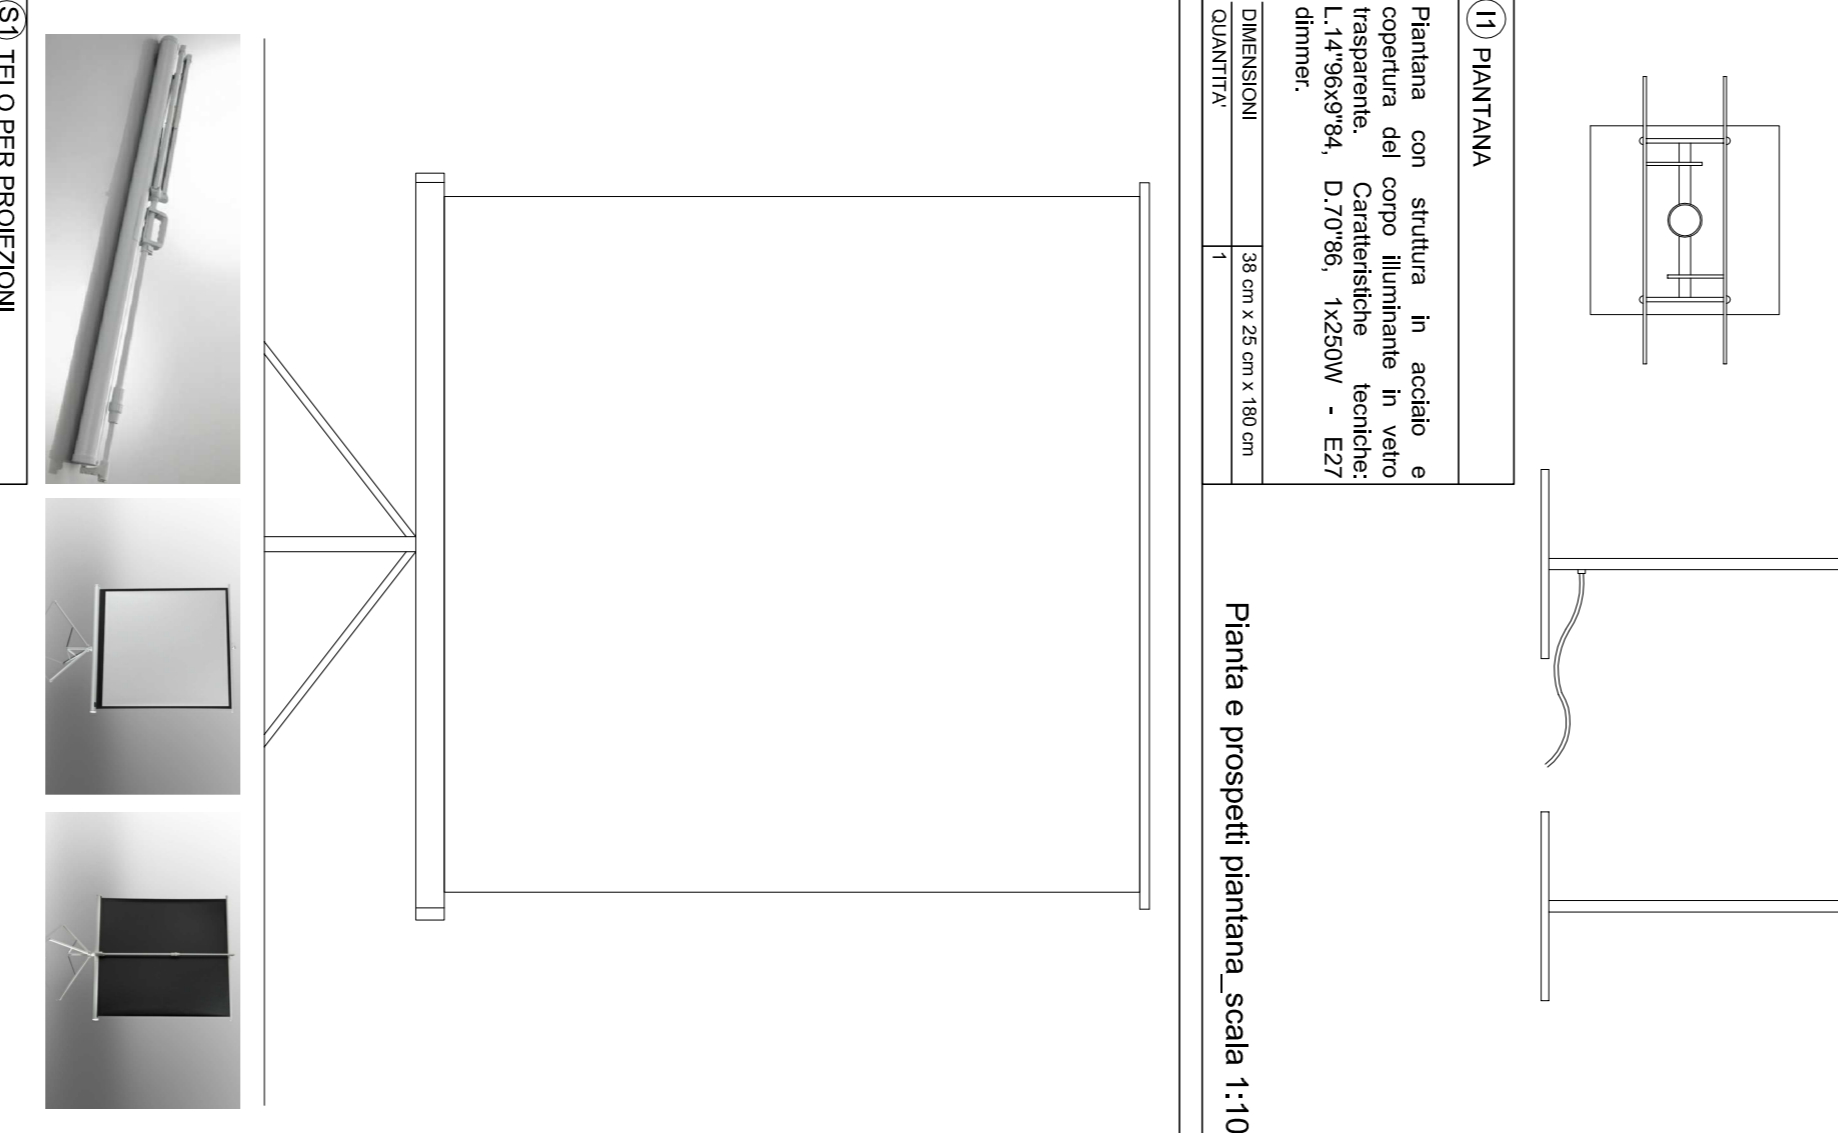 I1 PIANTANA
Piantana con struttura in acciaio e
copertura del corpo illuminante in vetro
trasparente. Caratteristiche tecniche:
L.14"96x9"84, D.70"86, 1x250W - E27
dimmer.
DIMENSIONI 38 cm x 25 cm x 180 cm
QUANTITA' 1
Pianta e prospetti piantana_scala 1:10
S1 TELO PER PROIEZIONI